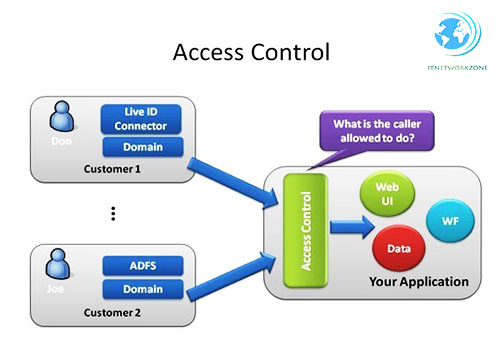 ITNETWORKZONE
Access Control
Live ID
Connector
Don
Domain
Customer 1
What is the caller
allowed to do?
Access Control
Web
UI
WF
Data
Your Application
ADFS
Joe
Domain
Customer 2